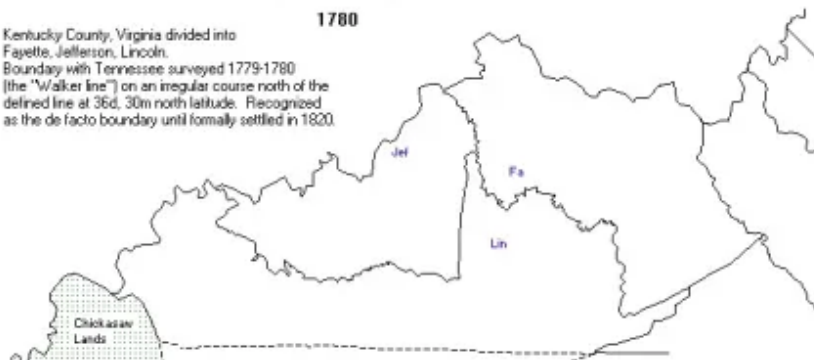 1780
Kentucky County, Virginia divided into
Fayette, Jefferson, Lincoln.
Boundary with Tennessee surveyed 1779-1780
(the "Walker line") on an irregular course north of the
defined line at 36d, 30m north latitude. Recognized
as the de facto boundary until formally settled in 1820.
Jef
Fa
Lin
Chickasaw
Lands